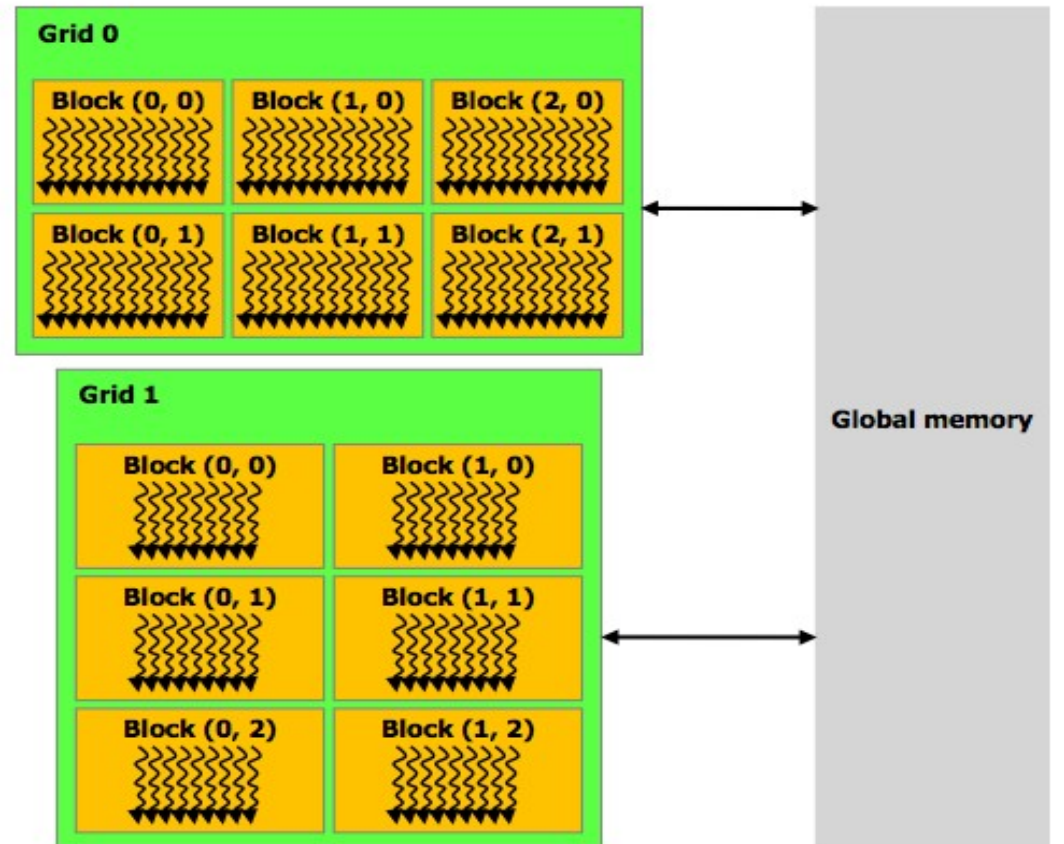 Grid 0
Block (0, 0)
Block (1, 0)
Block (2, 0)
Block (0, 1)
Block (1, 1)
Block (2, 1)
Grid 1
Block (0, 0)
Block (1, 0)
Block (0, 1)
Block (1, 1)
Block (0, 2)
Block (1, 2)
Global memory